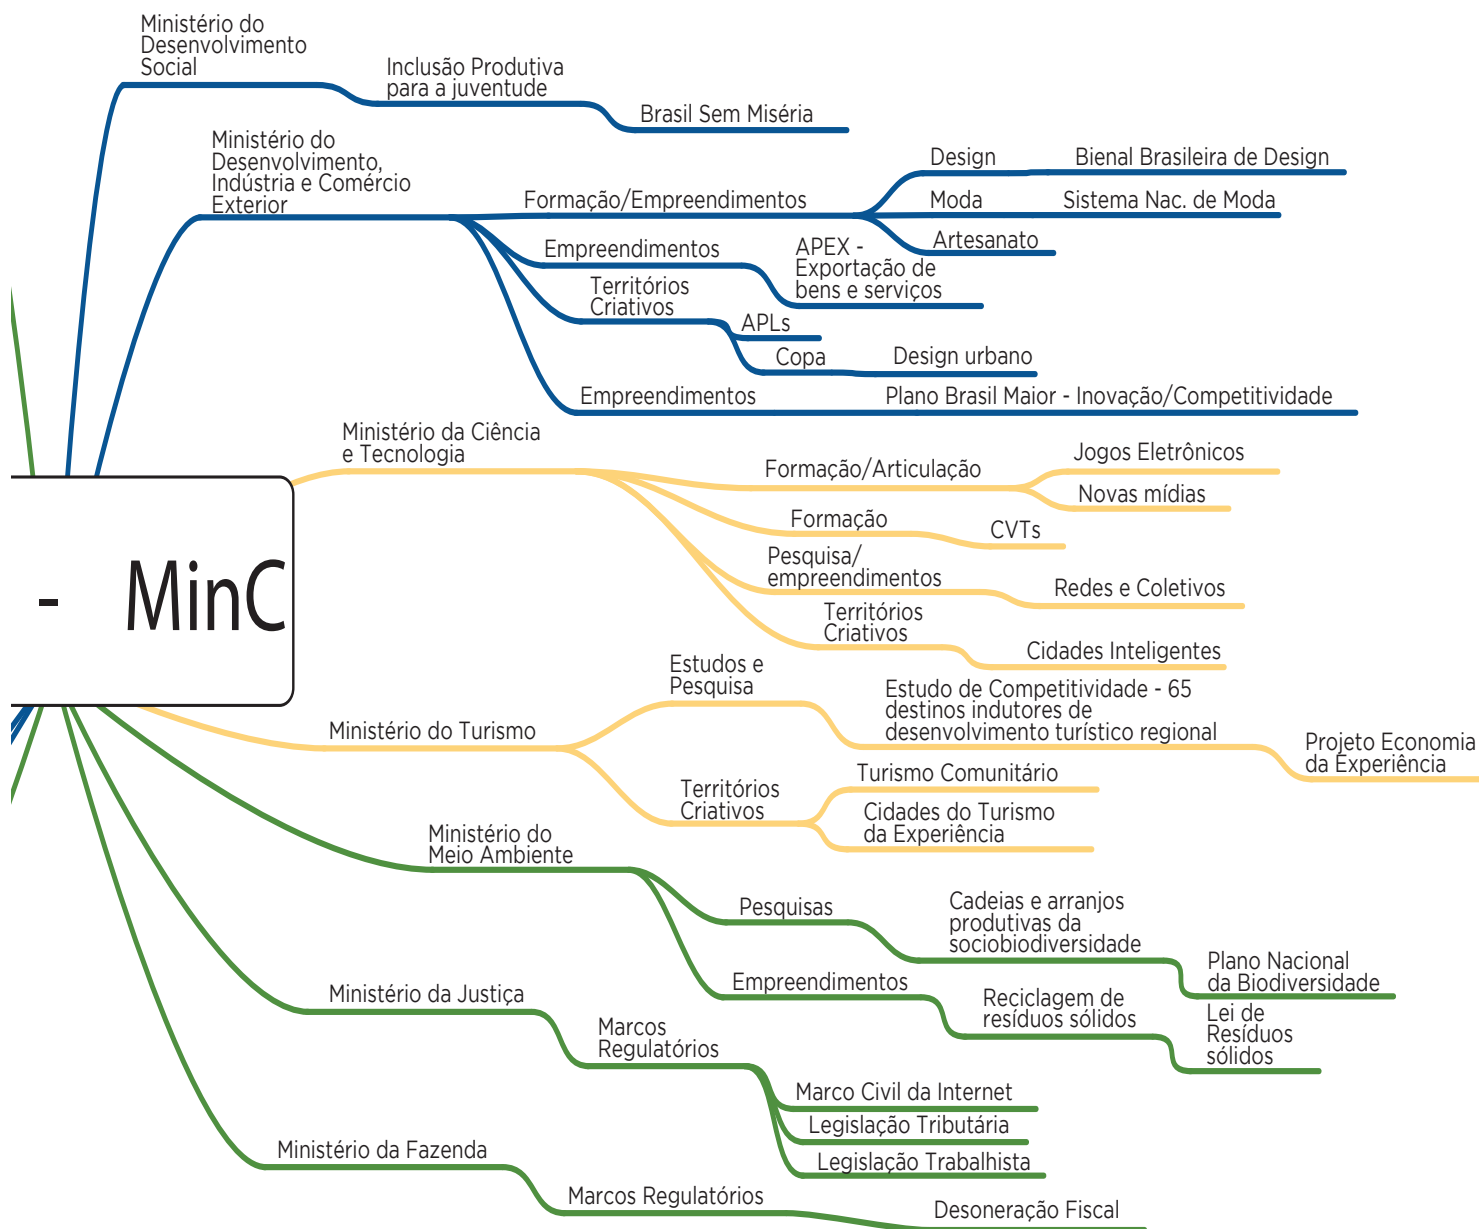 Ministério do
Desenvolvimento
Social
Inclusão Produtiva
para a juventude
Brasil Sem Miséria
Ministério do
Desenvolvimento,
Indústria e Comércio
Exterior
Formação/Empreendimentos
Design
Bienal Brasileira de Design
Moda
Sistema Nac. de Moda
Artesanato
Empreendimentos
APEX -
Exportação de
bens e serviços
Territórios
Criativos
APLs
Copa
Design urbano
Empreendimentos
Plano Brasil Maior - Inovação/Competitividade
- MinC
Ministério da Ciência
e Tecnologia
Formação/Articulação
Jogos Eletrônicos
Novas mídias
Formação
CVTs
Pesquisa/
empreendimentos
Redes e Coletivos
Territórios
Criativos
Cidades Inteligentes
Ministério do Turismo
Estudos e
Pesquisa
Estudo de Competitividade - 65
destinos indutores de
desenvolvimento turístico regional
Projeto Economia
da Experiência
Territórios
Criativos
Turismo Comunitário
Cidades do Turismo
da Experiência
Ministério do
Meio Ambiente
Pesquisas
Cadeias e arranjos
produtivas da
sociobiodiversidade
Plano Nacional
da Biodiversidade
Empreendimentos
Reciclagem de
resíduos sólidos
Lei de
Resíduos
sólidos
Ministério da Justiça
Marcos
Regulatórios
Marco Civil da Internet
Legislação Tributária
Legislação Trabalhista
Ministério da Fazenda
Marcos Regulatórios
Desoneração Fiscal